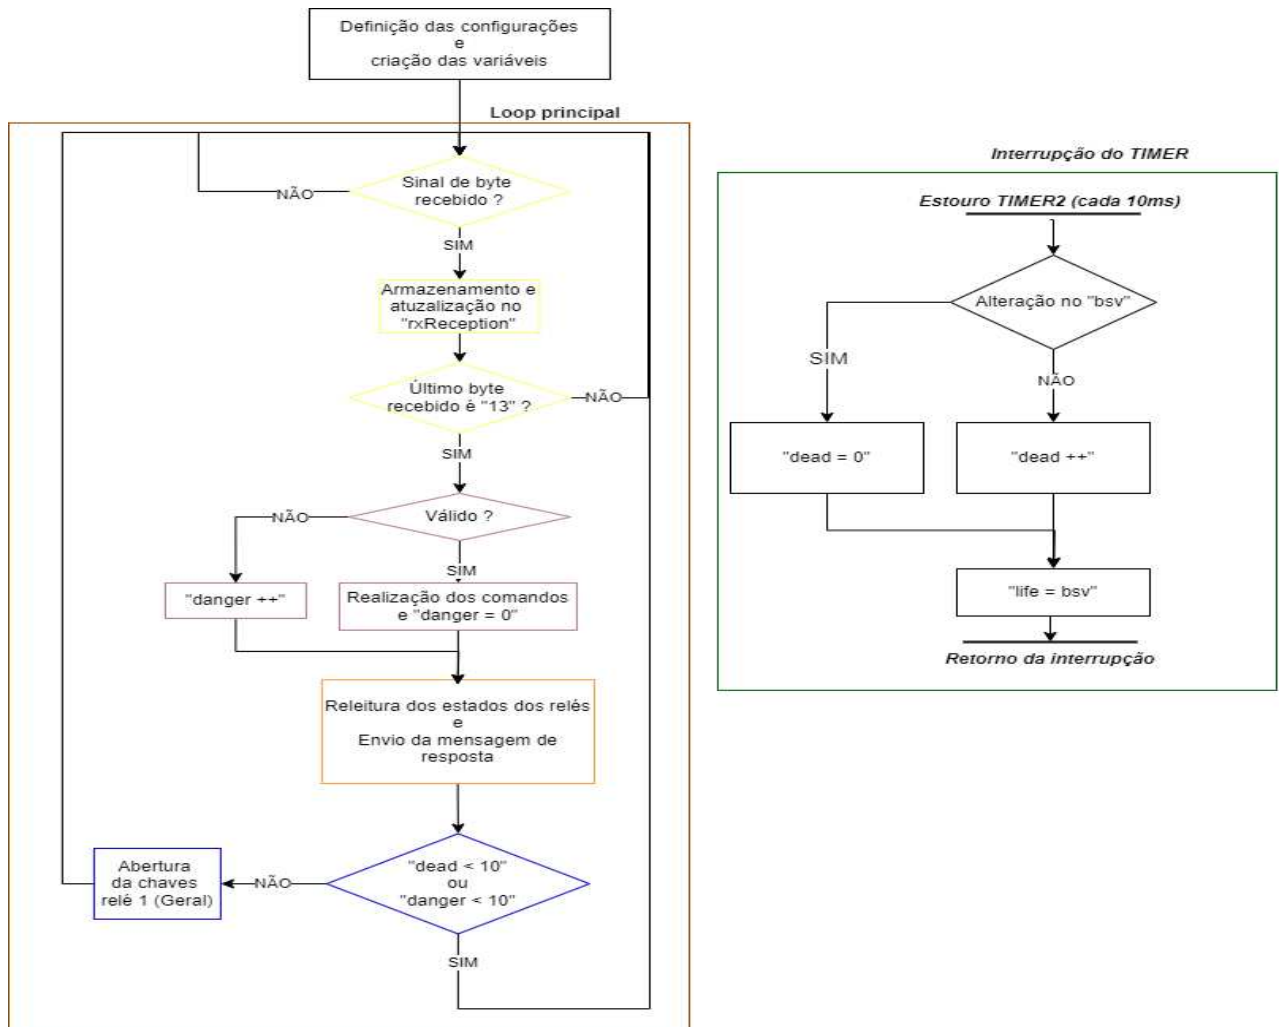 Definição das configurações
e
criação das variáveis
Loop principal
Sinal de byte
recebido ?
NÃO
SIM
Armazenamento e
atuzalização no
"rxReception"
Último byte
recebido é "13" ?
NÃO
SIM
Válido ?
NÃO
SIM
"danger ++"
Realização dos comandos
e "danger = 0"
Releitura dos estados dos relés
e
Envio da mensagem de
resposta
"dead < 10"
ou
"danger < 10"
NÃO
Abertura
da chaves
relé 1 (Geral)
SIM
Interrupção do TIMER
Estouro TIMER2 (cada 10ms)
Alteração no "bsv"
SIM
NÃO
"dead = 0"
"dead ++"
"life = bsv"
Retorno da interrupção